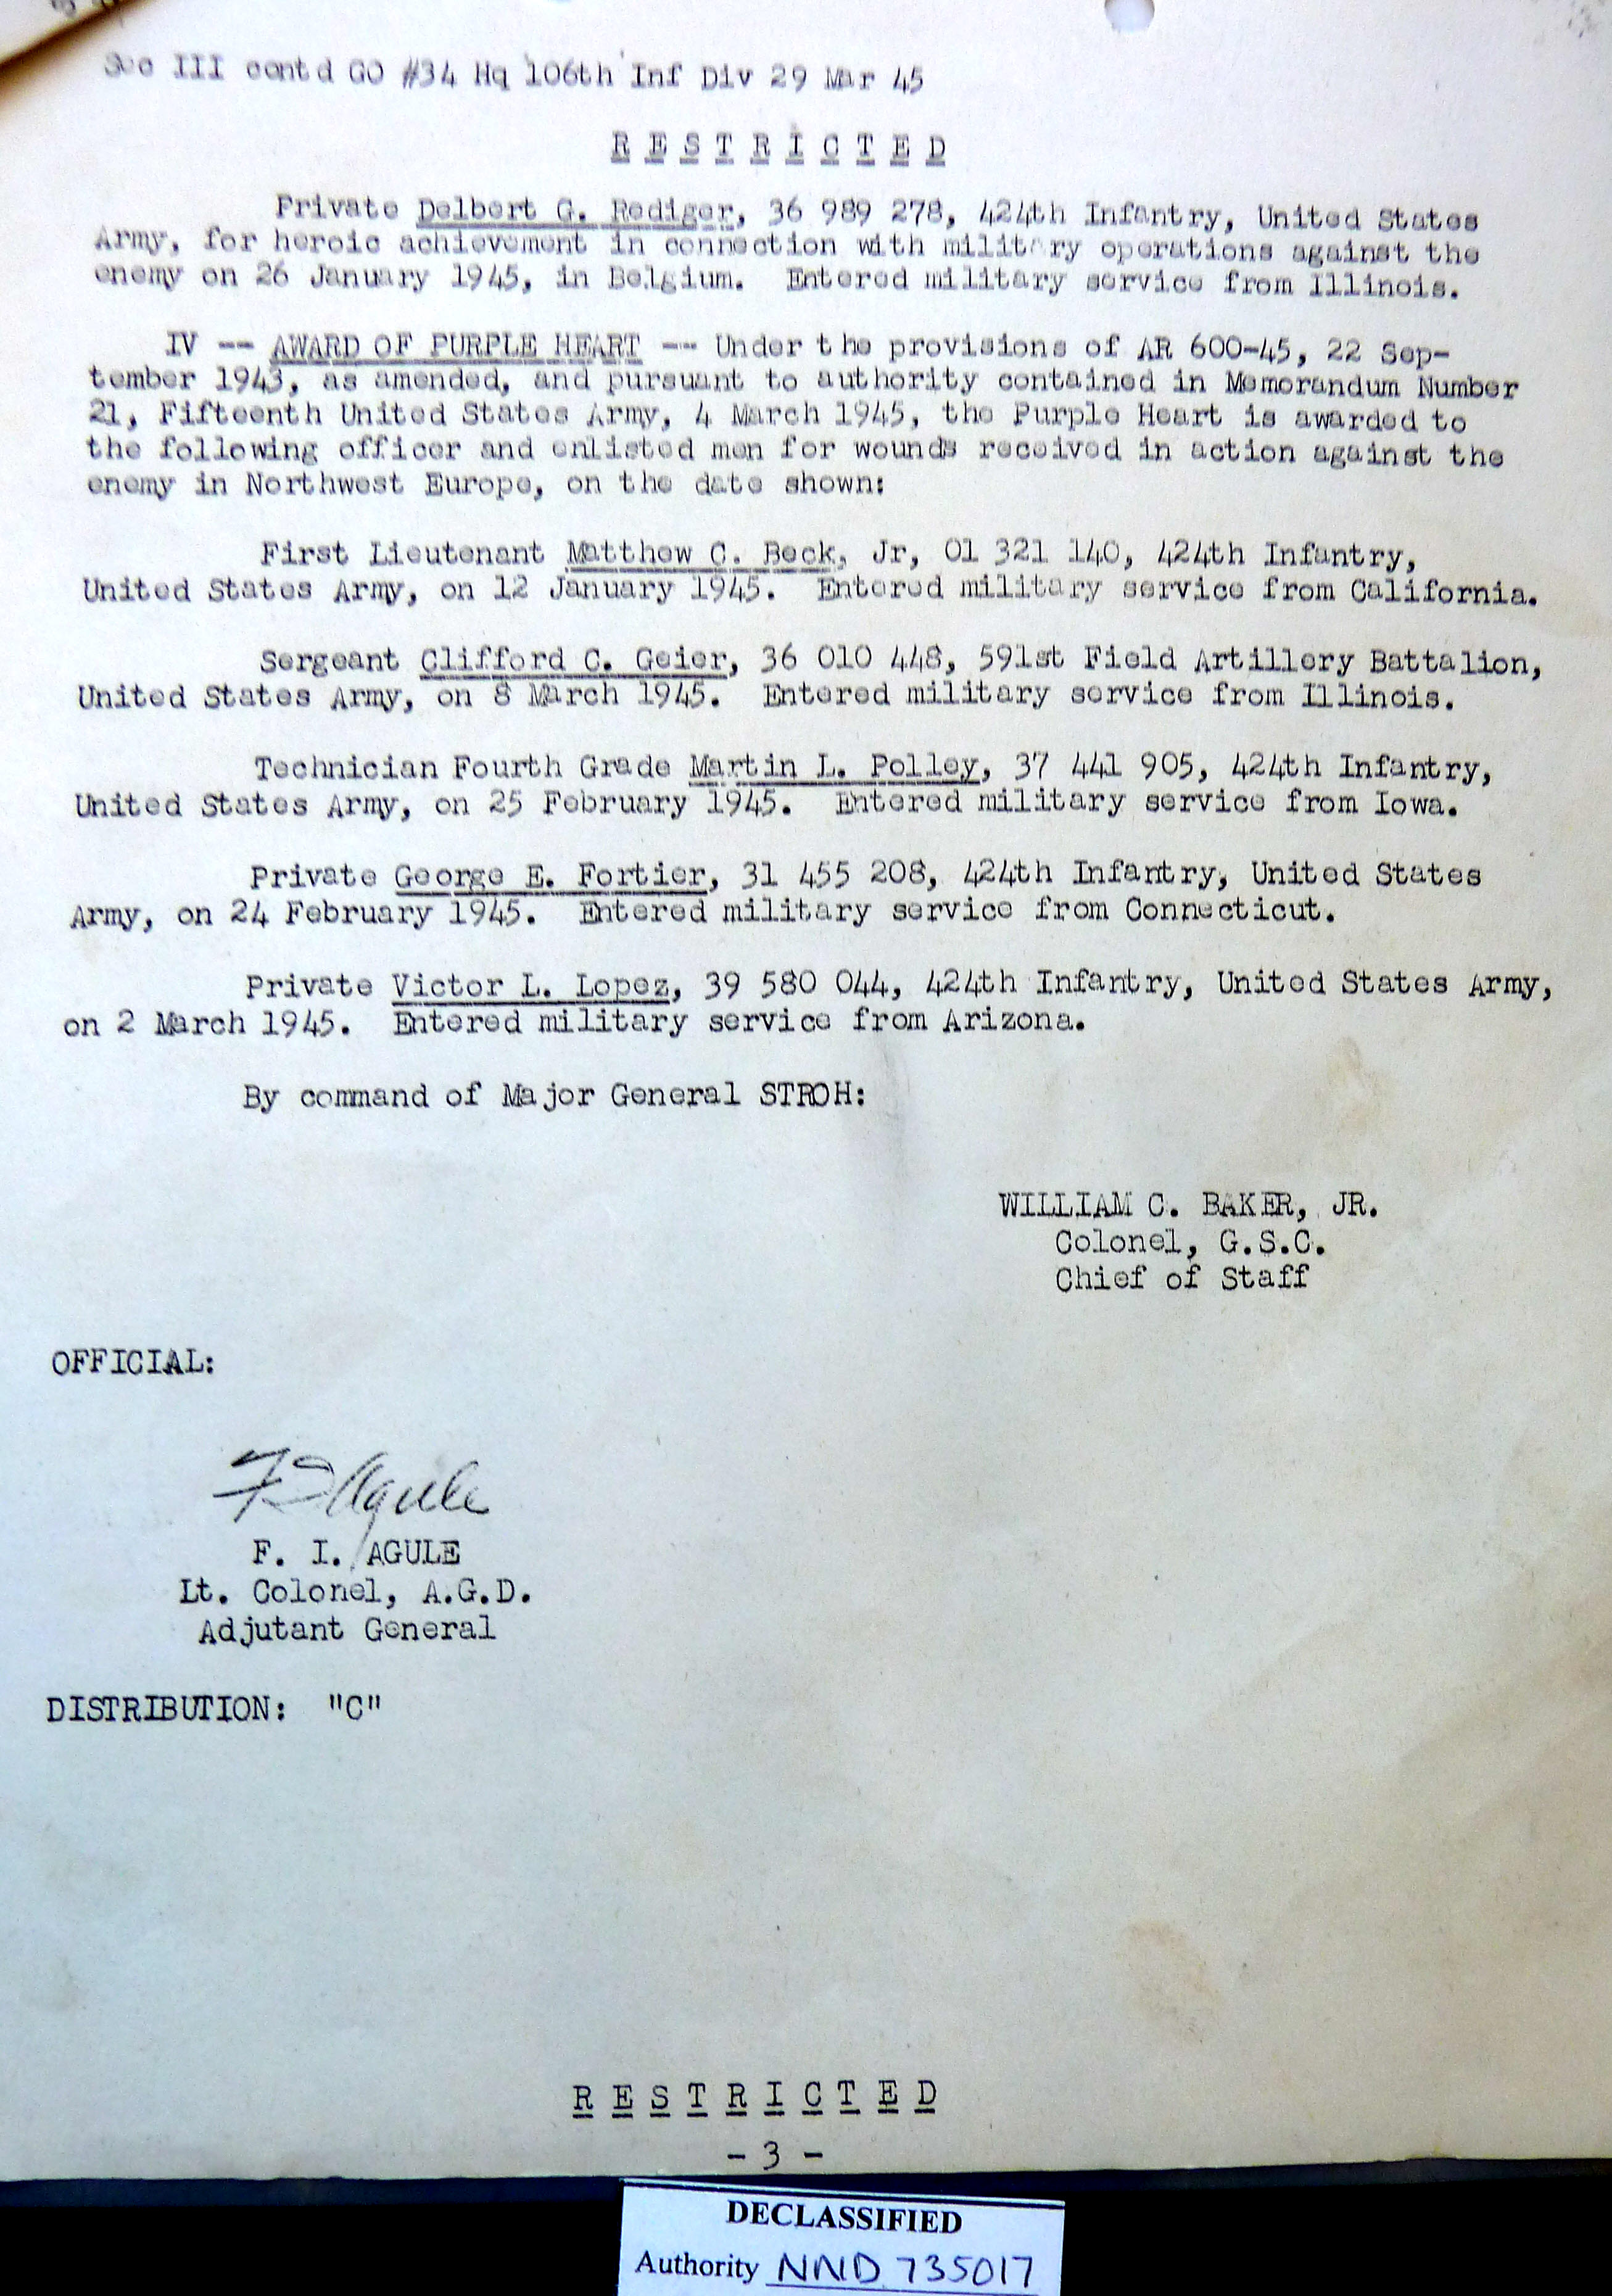 Sec III contd GO #34 Hq 106th Inf Div 29 Mar 45
R E S T R I C T E D
Private Delbert G. Rediger, 36 989 278, 424th Infantry, United States
Army, for heroic achievement in connection with military operations against the
enemy on 26 January 1945, in Belgium. Entered military service from Illinois.
IV -- AWARD OF PURPLE HEART -- Under the provisions of AR 600-45, 22 Sep-
tember 1943, as amended, and pursuant to authority contained in Memorandum Number
21, Fifteenth United States Army, 4 March 1945, the Purple Heart is awarded to
the following officer and enlisted men for wounds received in action against the
enemy in Northwest Europe, on the date shown:
First Lieutenant Matthew C. Beck, Jr, 01 321 140, 424th Infantry,
United States Army, on 12 January 1945. Entered military service from California.
Sergeant Clifford C. Geier, 36 010 448, 591st Field Artillery Battalion,
United States Army, on 8 March 1945. Entered military service from Illinois.
Technician Fourth Grade Martin L. Polley, 37 441 905, 424th Infantry,
United States Army, on 25 February 1945. Entered military service from Iowa.
Private George E. Fortier, 31 455 208, 424th Infantry, United States
Army, on 24 February 1945. Entered military service from Connecticut.
Private Victor L. Lopez, 39 580 044, 424th Infantry, United States Army,
on 2 March 1945. Entered military service from Arizona.
By command of Major General STROH:
WILLIAM C. BAKER, JR.
Colonel, G.S.C.
Chief of Staff
OFFICIAL:
F I Agule
F. I. AGULE
Lt. Colonel, A.G.D.
Adjutant General
DISTRIBUTION: "C"
R E S T R I C T E D
- 3 -
DECLASSIFIED
Authority NND 735017